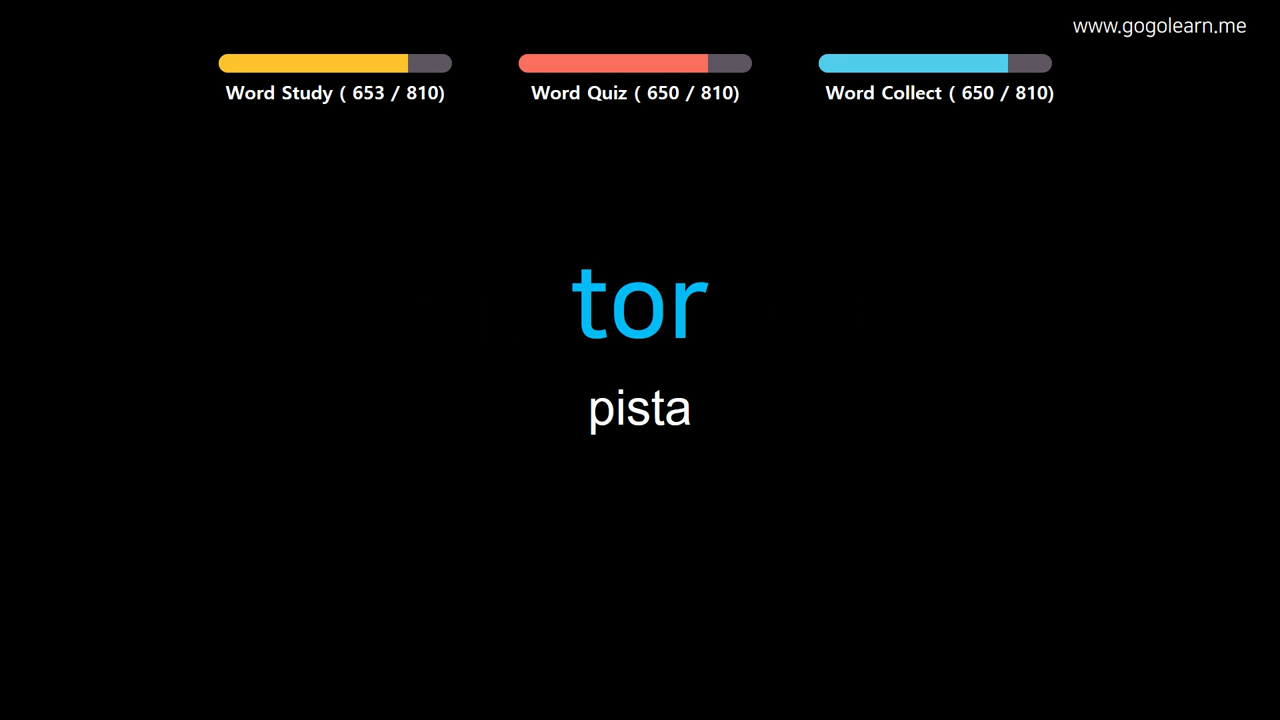 www.gogolearn.me
Word Study ( 653 / 810)
Word Quiz ( 650 / 810)
Word Collect ( 650 / 810)
tor
pista